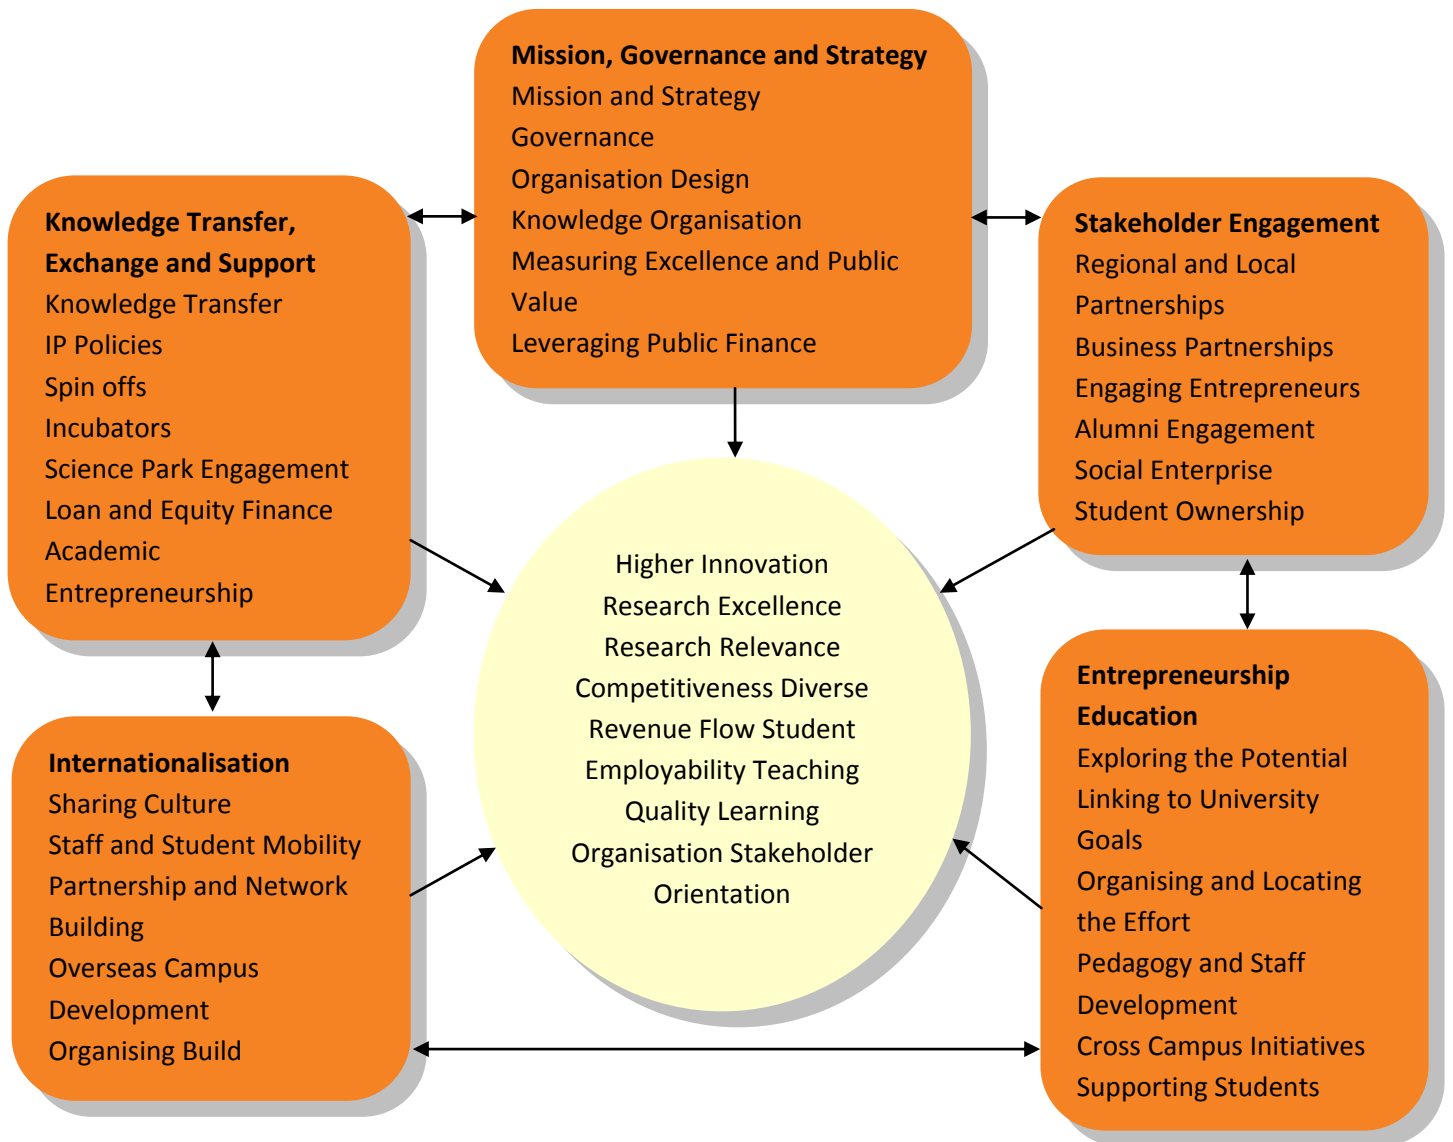 Mission, Governance and Strategy
Mission and Strategy
Governance
Organisation Design
Knowledge Organisation
Measuring Excellence and Public
Value
Leveraging Public Finance
Knowledge Transfer,
Exchange and Support
Knowledge Transfer
IP Policies
Spin offs
Incubators
Science Park Engagement
Loan and Equity Finance
Academic
Entrepreneurship
Stakeholder Engagement
Regional and Local
Partnerships
Business Partnerships
Engaging Entrepreneurs
Alumni Engagement
Social Enterprise
Student Ownership
Higher Innovation
Research Excellence
Research Relevance
Competitiveness Diverse
Revenue Flow Student
Employability Teaching
Quality Learning
Organisation Stakeholder
Orientation
Internationalisation
Sharing Culture
Staff and Student Mobility
Partnership and Network
Building
Overseas Campus
Development
Organising Build
Entrepreneurship
Education
Exploring the Potential
Linking to University
Goals
Organising and Locating
the Effort
Pedagogy and Staff
Development
Cross Campus Initiatives
Supporting Students